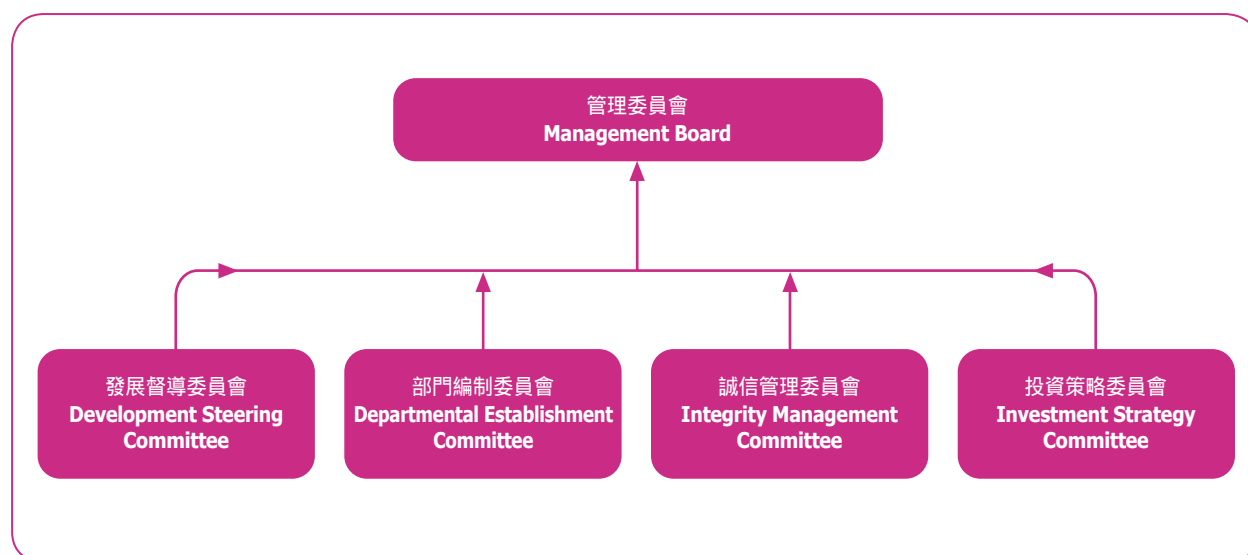 管理委員會
Management Board
發展督導委員會
Development Steering
Committee
部門編制委員會
Departmental Establishment
Committee
誠信管理委員會
Integrity Management
Committee
投資策略委員會
Investment Strategy
Committee